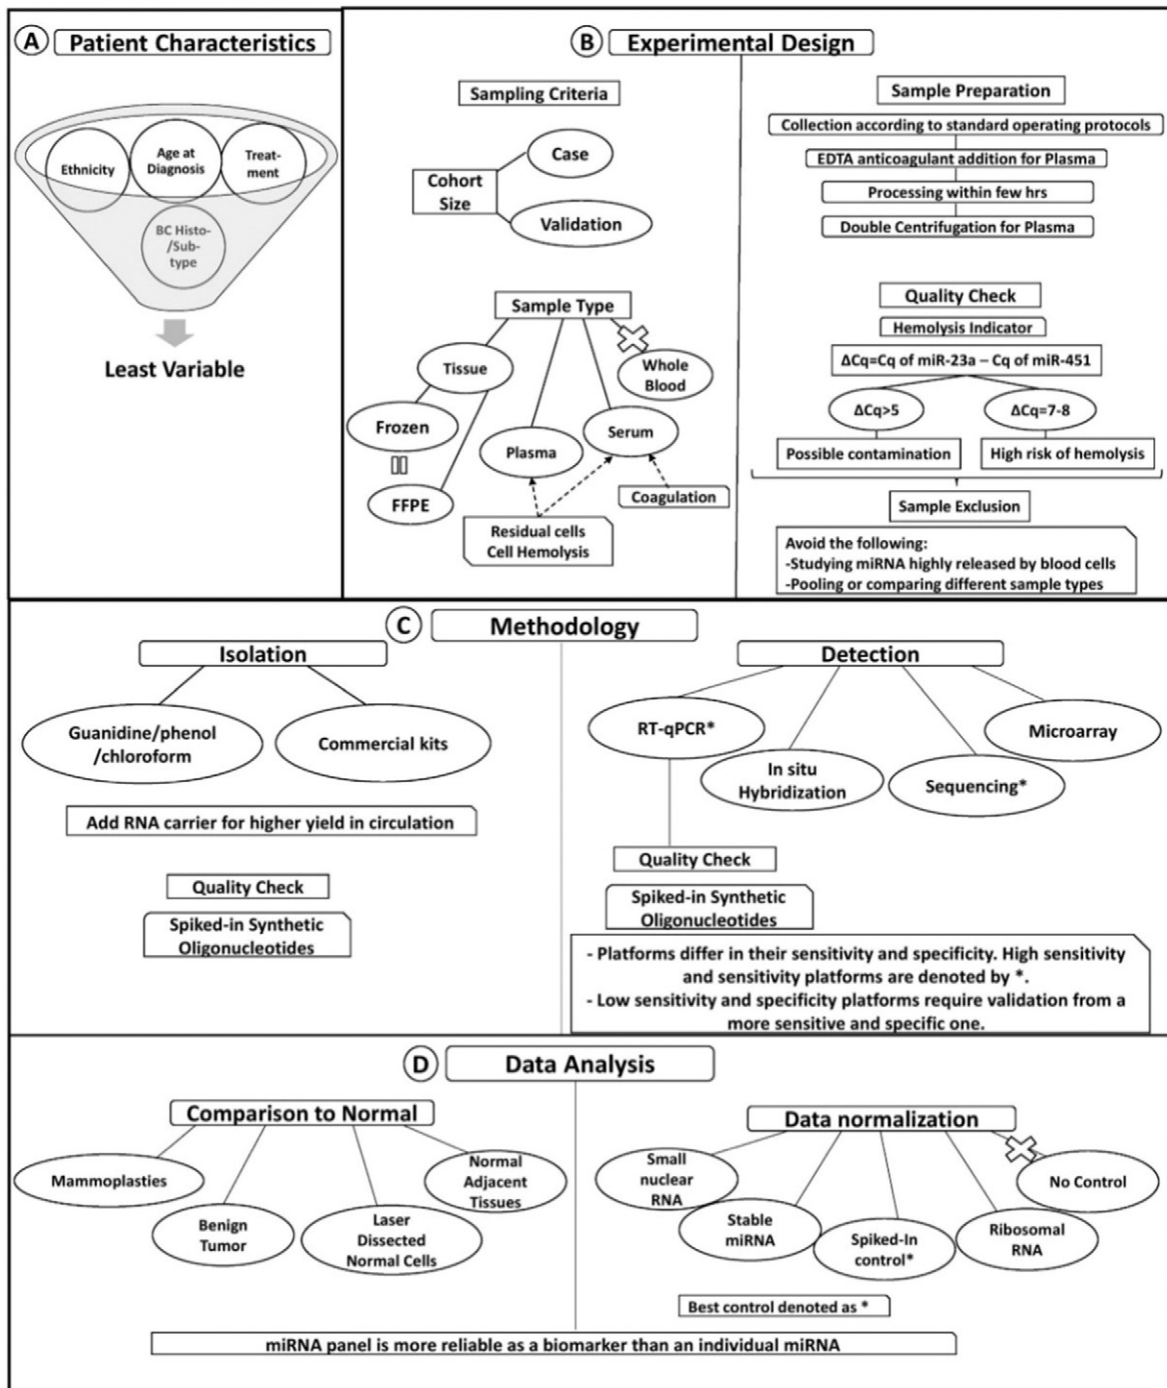 A Patient Characteristics
Ethnicity
Age at
Diagnosis
Treat-
ment
BC Histo-
/Sub-
type
Least Variable
B Experimental Design
Sampling Criteria
Cohort
Size
Case
Validation
Sample Type
Tissue
Whole
Blood
Frozen
Plasma
Serum
FFPE
Coagulation
Residual cells
Cell Hemolysis
Sample Preparation
Collection according to standard operating protocols
EDTA anticoagulant addition for Plasma
Processing within few hrs
Double Centrifugation for Plasma
Quality Check
Hemolysis Indicator
ΔCq=Cq of miR-23a – Cq of miR-451
ΔCq>5
ΔCq=7-8
Possible contamination
High risk of hemolysis
Sample Exclusion
Avoid the following:
-Studying miRNA highly released by blood cells
-Pooling or comparing different sample types
C Methodology
Isolation
Guanidine/phenol
/chloroform
Commercial kits
Add RNA carrier for higher yield in circulation
Quality Check
Spiked-in Synthetic
Oligonucleotides
Detection
RT-qPCR*
In situ
Hybridization
Sequencing*
Microarray
Quality Check
Spiked-in Synthetic
Oligonucleotides
- Platforms differ in their sensitivity and specificity. High sensitivity
and sensitivity platforms are denoted by *.
- Low sensitivity and specificity platforms require validation from a
more sensitive and specific one.
D Data Analysis
Comparison to Normal
Mammoplasties
Benign
Tumor
Laser
Dissected
Normal Cells
Normal
Adjacent
Tissues
Data normalization
Small
nuclear
RNA
Stable
miRNA
Spiked-In
control*
Ribosomal
RNA
No Control
Best control denoted as *
miRNA panel is more reliable as a biomarker than an individual miRNA